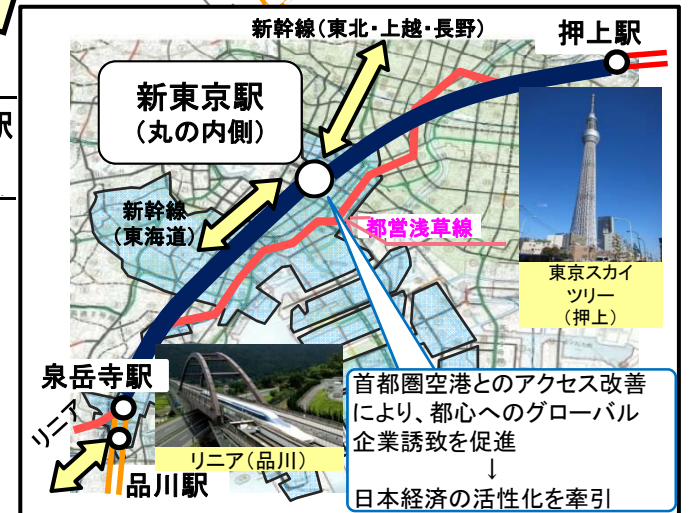 新幹線(東北・上越・長野)
押上駅
新東京駅
(丸の内側)
駅
新幹線
(東海道)
都営浅草線
東京スカイ
ツリー
(押上)
泉岳寺駅
リニア
リニア(品川)
品川駅
首都圏空港とのアクセス改善
により、都心へのグローバル
企業誘致を促進
↓
日本経済の活性化を牽引